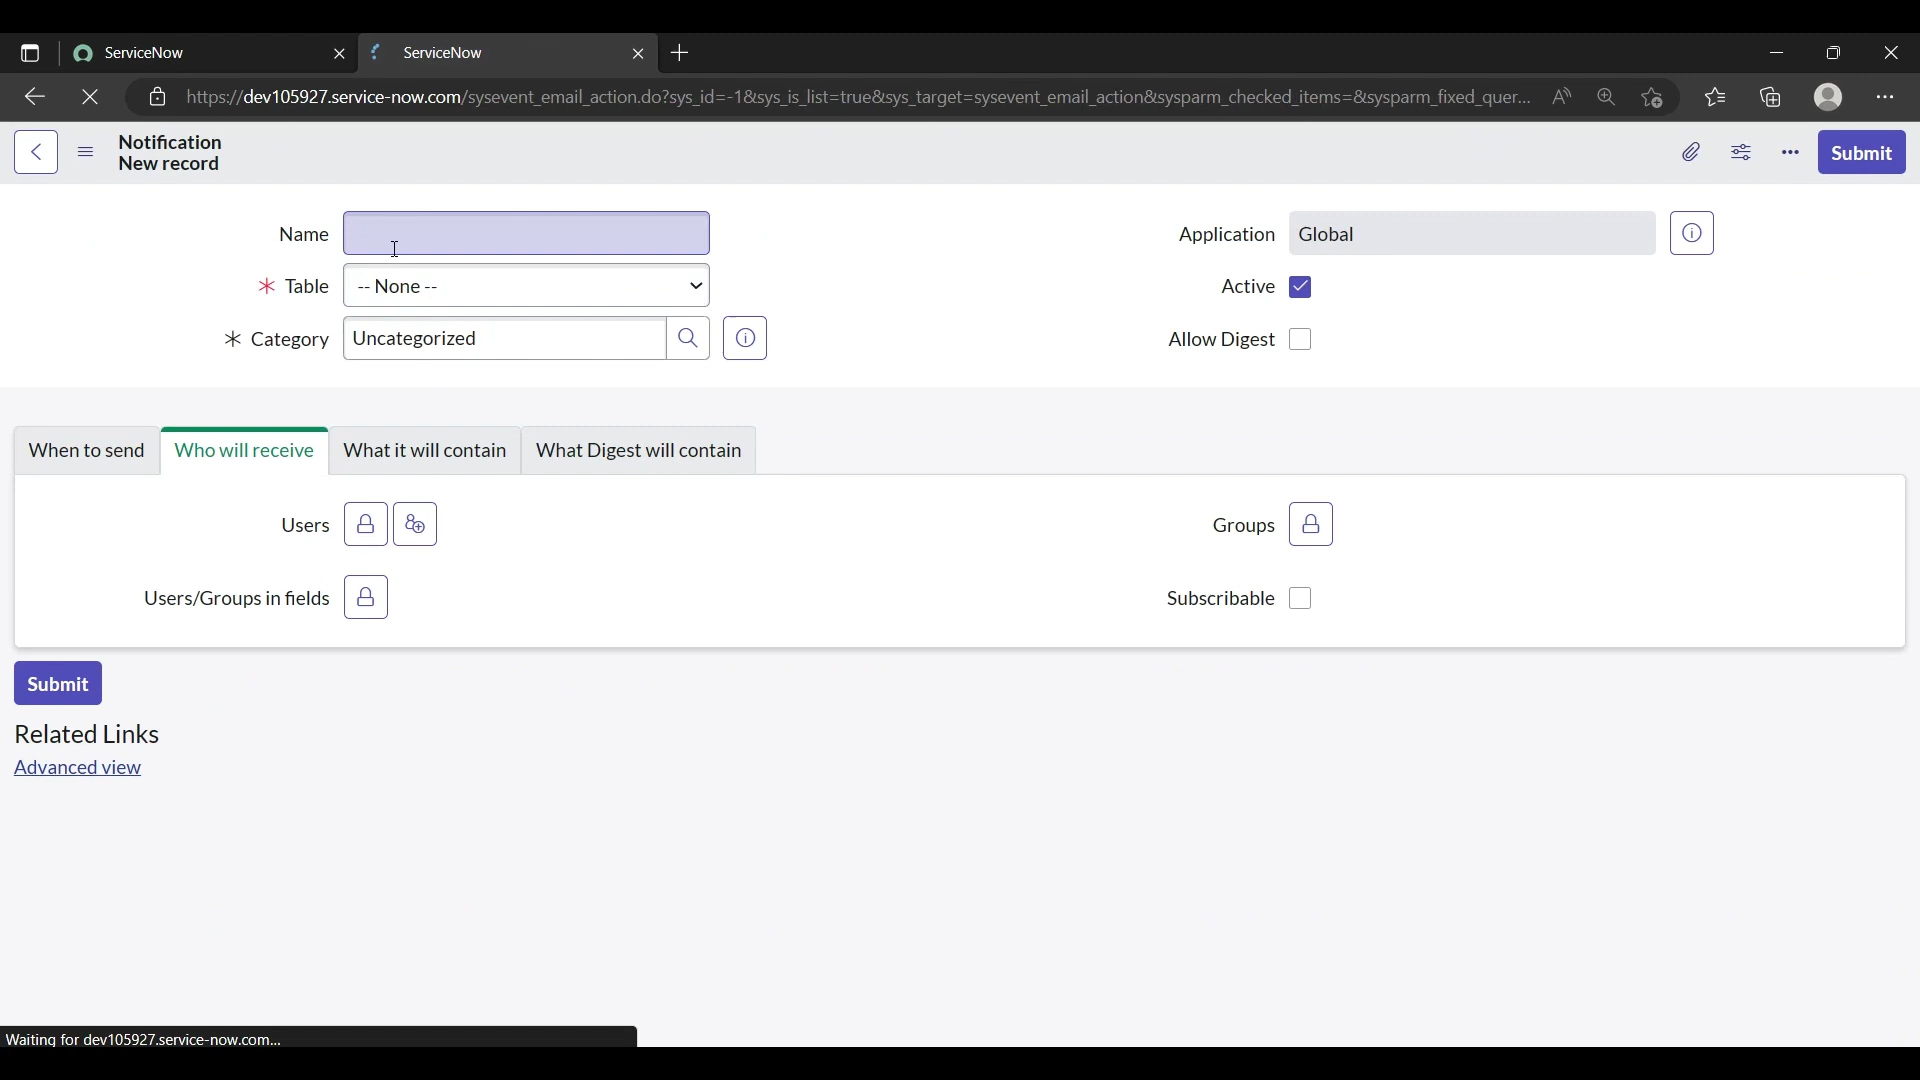 ServiceNow
ServiceNow
https://dev105927.service-now.com/sysevent_email_action.do?sys_id=-1&sys_is_list=true&sys_target=sysevent_email_action&sysparm_checked_items=&sysparm_fixed_quer...
Notification
New record
Submit
Name
Application Global
* Table -- None --
Active
* Category Uncategorized
Allow Digest
When to send Who will receive What it will contain What Digest will contain
Users
Groups
Users/Groups in fields
Subscribable
Submit
Related Links
Advanced view
Waiting for dev105927.service-now.com...